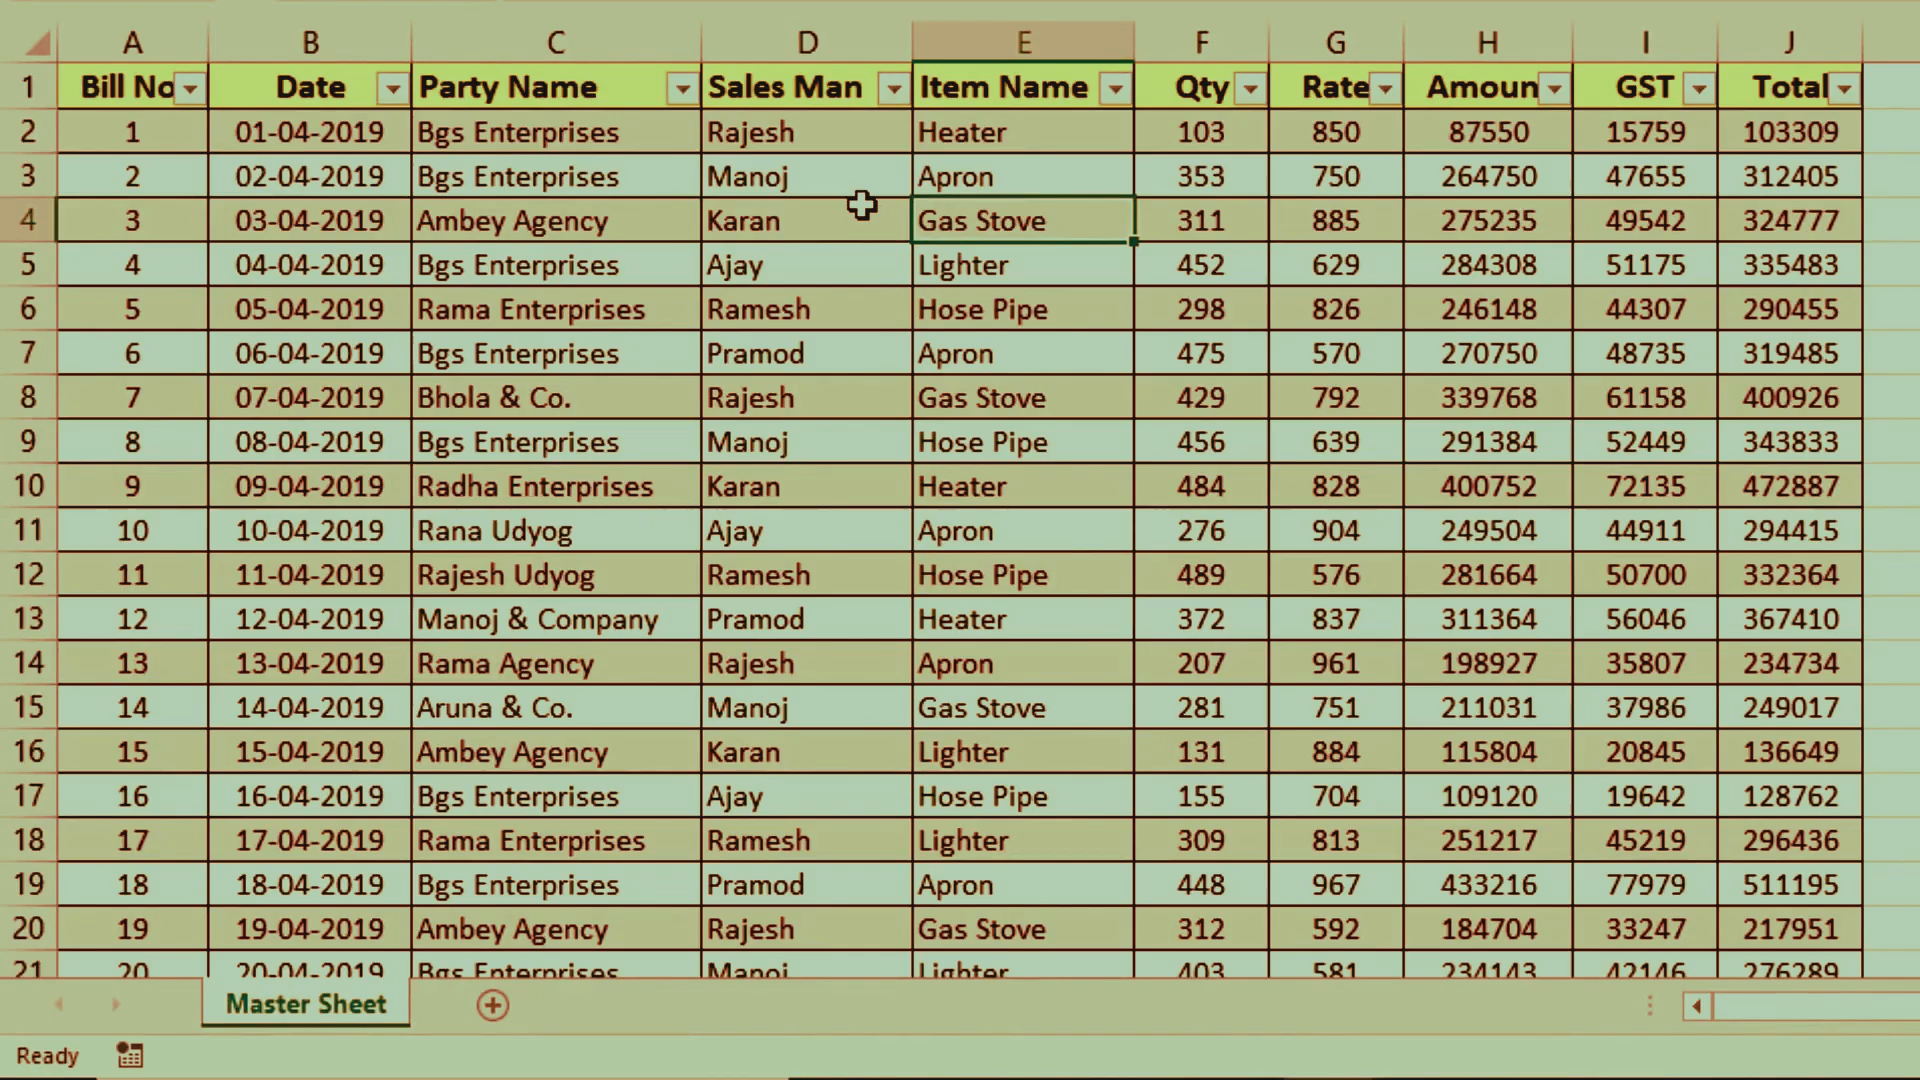 A B C D E F G H I J
1 Bill No Date Party Name Sales Man Item Name Qty Rate Amoun GST Total
2 1 01-04-2019 Bgs Enterprises Rajesh Heater 103 850 87550 15759 103309
3 2 02-04-2019 Bgs Enterprises Manoj Apron 353 750 264750 47655 312405
4 3 03-04-2019 Ambey Agency Karan Gas Stove 311 885 275235 49542 324777
5 4 04-04-2019 Bgs Enterprises Ajay Lighter 452 629 284308 51175 335483
6 5 05-04-2019 Rama Enterprises Ramesh Hose Pipe 298 826 246148 44307 290455
7 6 06-04-2019 Bgs Enterprises Pramod Apron 475 570 270750 48735 319485
8 7 07-04-2019 Bhola & Co. Rajesh Gas Stove 429 792 339768 61158 400926
9 8 08-04-2019 Bgs Enterprises Manoj Hose Pipe 456 639 291384 52449 343833
10 9 09-04-2019 Radha Enterprises Karan Heater 484 828 400752 72135 472887
11 10 10-04-2019 Rana Udyog Ajay Apron 276 904 249504 44911 294415
12 11 11-04-2019 Rajesh Udyog Ramesh Hose Pipe 489 576 281664 50700 332364
13 12 12-04-2019 Manoj & Company Pramod Heater 372 837 311364 56046 367410
14 13 13-04-2019 Rama Agency Rajesh Apron 207 961 198927 35807 234734
15 14 14-04-2019 Aruna & Co. Manoj Gas Stove 281 751 211031 37986 249017
16 15 15-04-2019 Ambey Agency Karan Lighter 131 884 115804 20845 136649
17 16 16-04-2019 Bgs Enterprises Ajay Hose Pipe 155 704 109120 19642 128762
18 17 17-04-2019 Rama Enterprises Ramesh Lighter 309 813 251217 45219 296436
19 18 18-04-2019 Bgs Enterprises Pramod Apron 448 967 433216 77979 511195
20 19 19-04-2019 Ambey Agency Rajesh Gas Stove 312 592 184704 33247 217951
21 20 20-04-2019 Bgs Enterprises Manoj Lighter 403 581 234143 42146 276289
Master Sheet
Ready